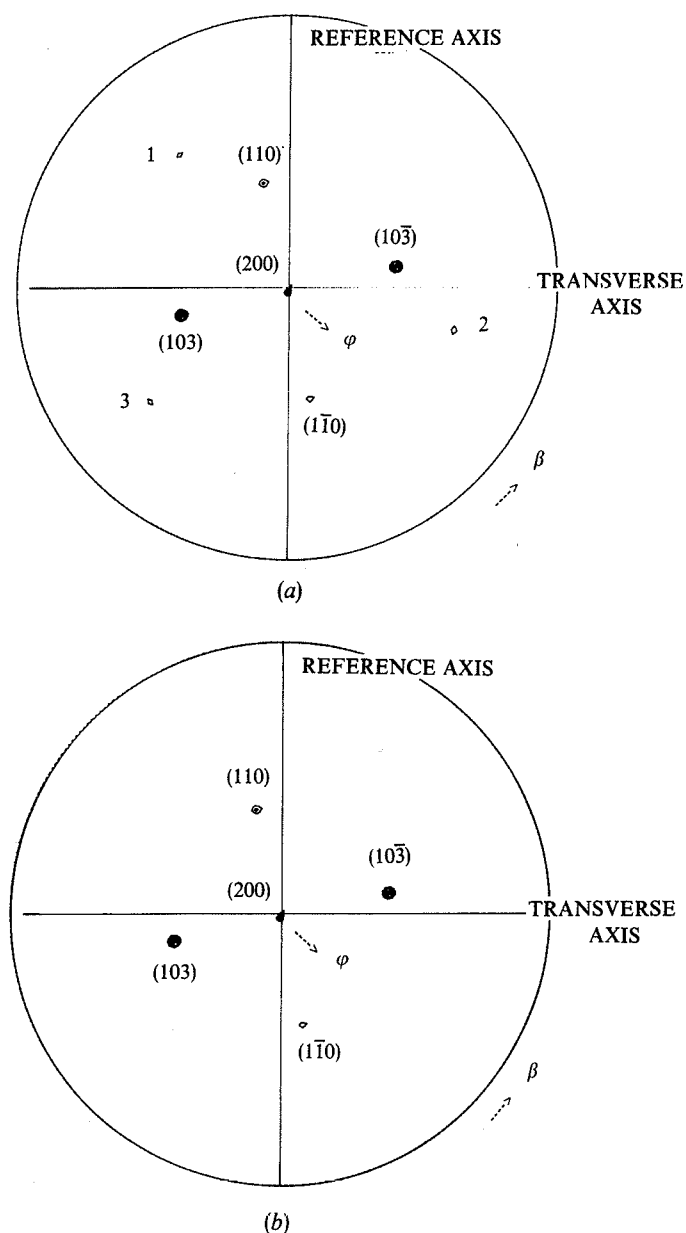 REFERENCE AXIS
1
(110)
(103̄)
(200)
TRANSVERSE
AXIS
φ
2
(103)
3
(11̄0)
β
(a)
REFERENCE AXIS
(110)
(103̄)
(200)
TRANSVERSE
AXIS
φ
(103)
(11̄0)
β
(b)